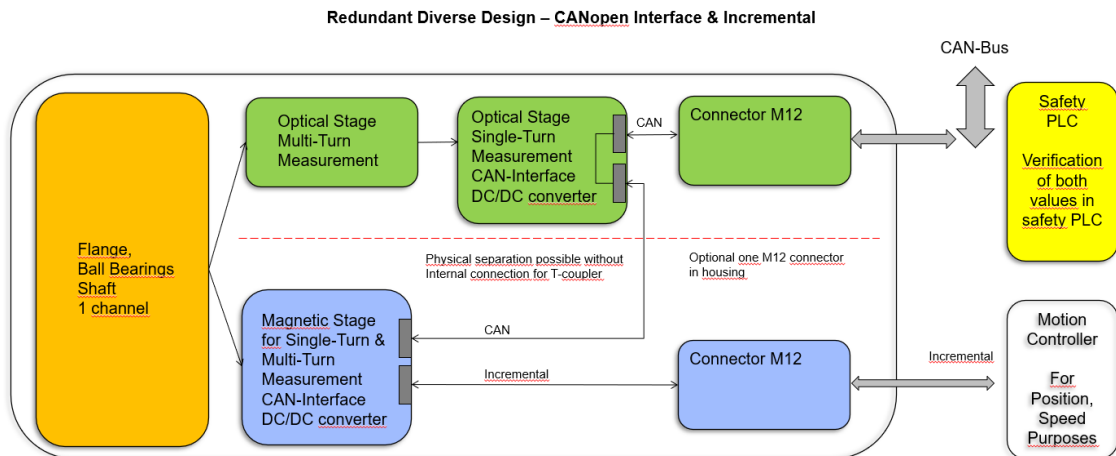 Redundant Diverse Design – CANopen Interface & Incremental
CAN-Bus
Flange,
Ball Bearings
Shaft
1 channel
Optical Stage
Multi-Turn
Measurement
Optical Stage
Single-Turn
Measurement
CAN-Interface
DC/DC converter
CAN
Connector M12
Safety
PLC
Verification
of both
values in
safety PLC
Physical separation possible without
Internal connection for T-coupler
Optional one M12 connector
in housing
Magnetic Stage
for Single-Turn &
Multi-Turn
Measurement
CAN-Interface
DC/DC converter
CAN
Incremental
Connector M12
Incremental
Motion
Controller
For
Position,
Speed
Purposes